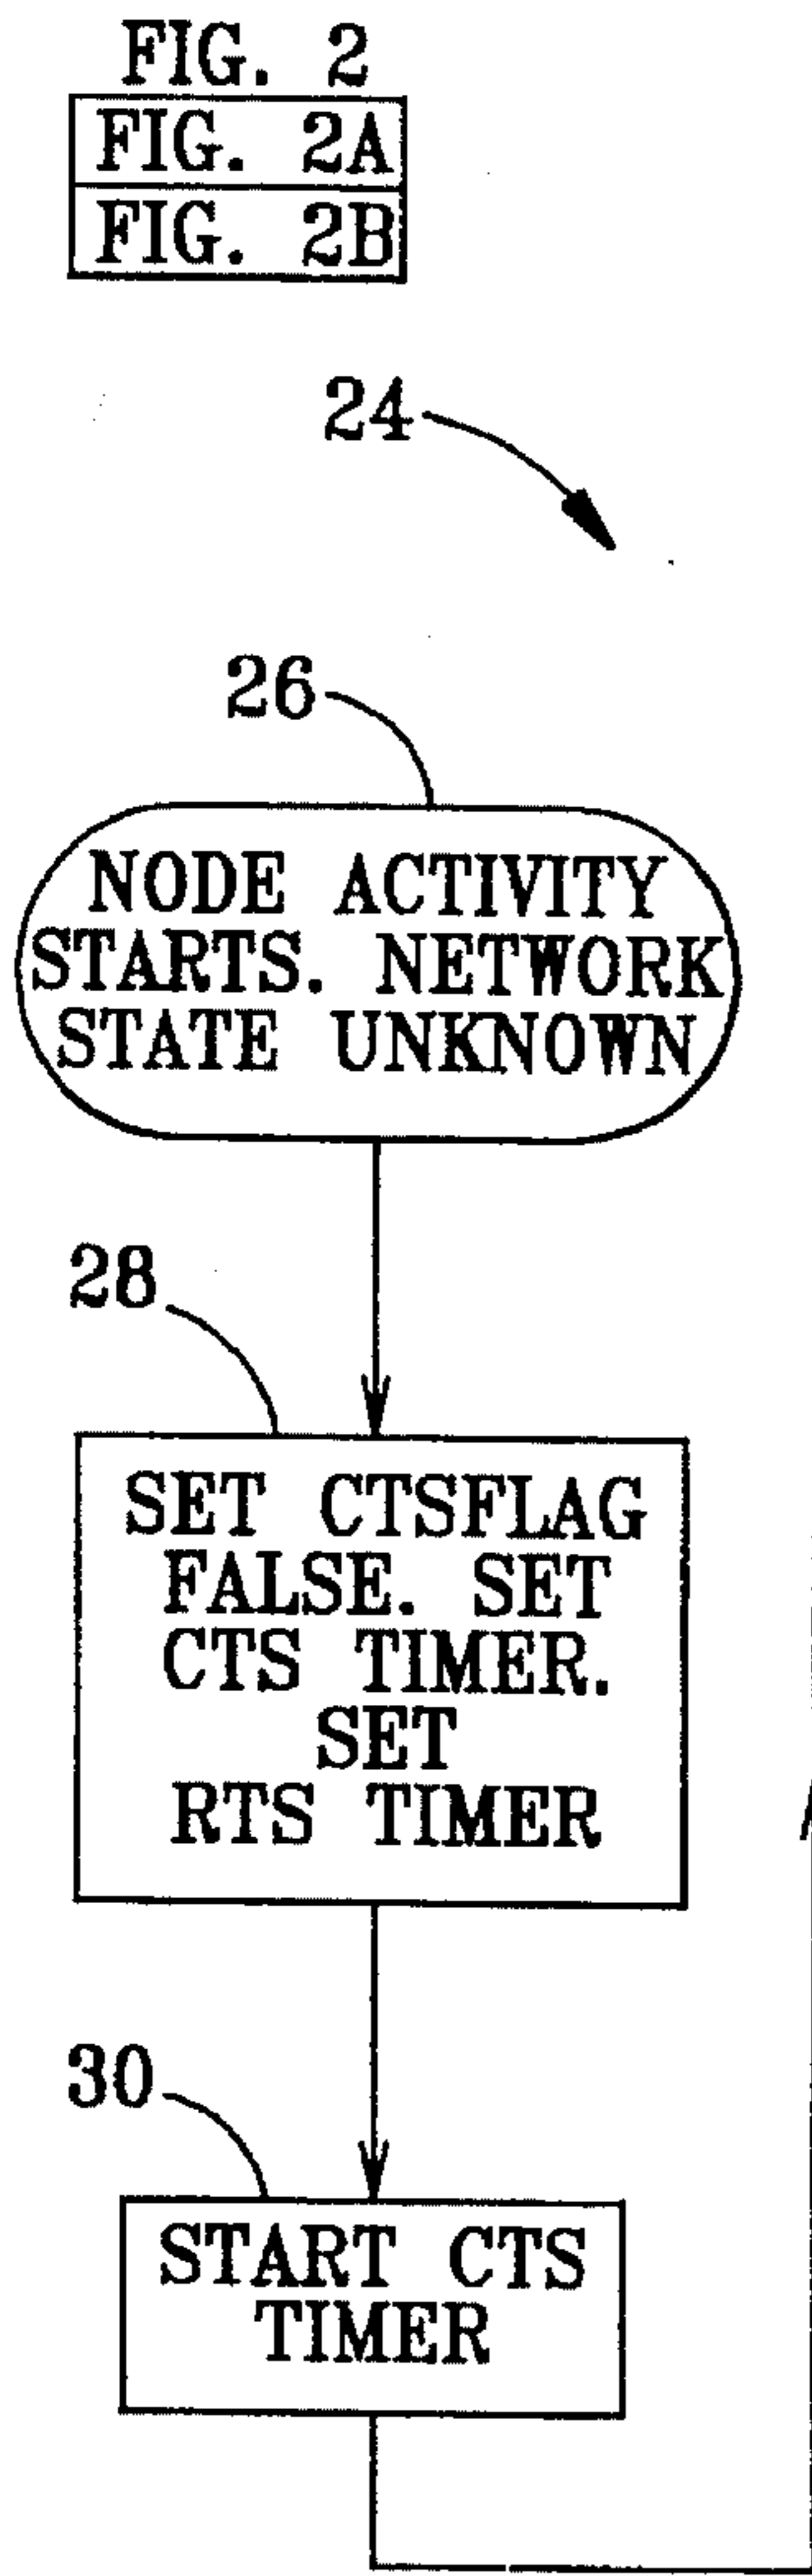 FIG. 2
FIG. 2A
FIG. 2B
24
26
NODE ACTIVITY
STARTS. NETWORK
STATE UNKNOWN
28
SET CTSFLAG
FALSE. SET
CTS TIMER.
SET
RTS TIMER
30
START CTS
TIMER